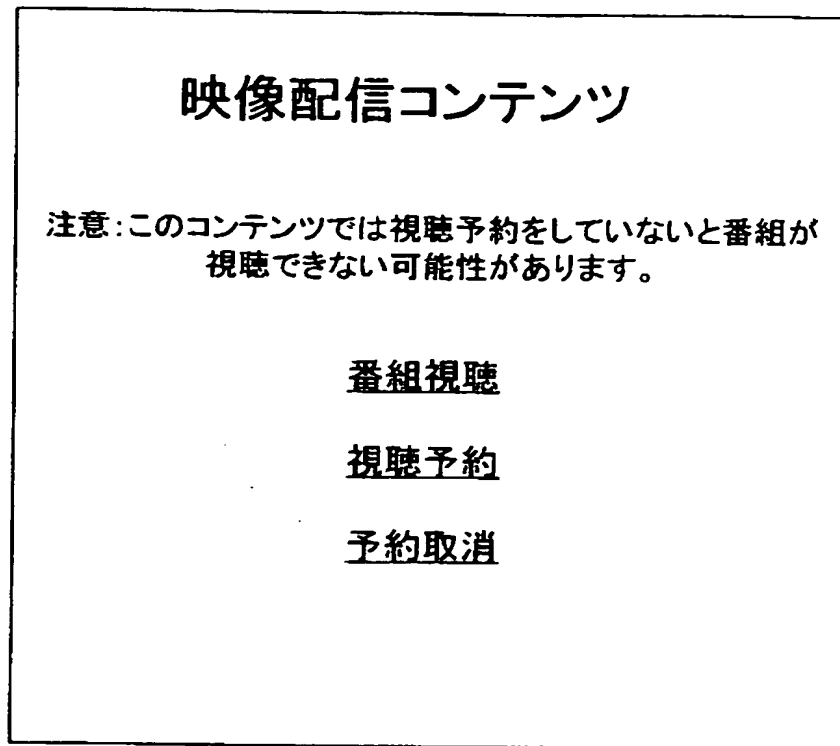 映像配信コンテンツ
注意:このコンテンツでは視聴予約をしていないと番組が
視聴できない可能性があります。
番組視聴
視聴予約
予約取消